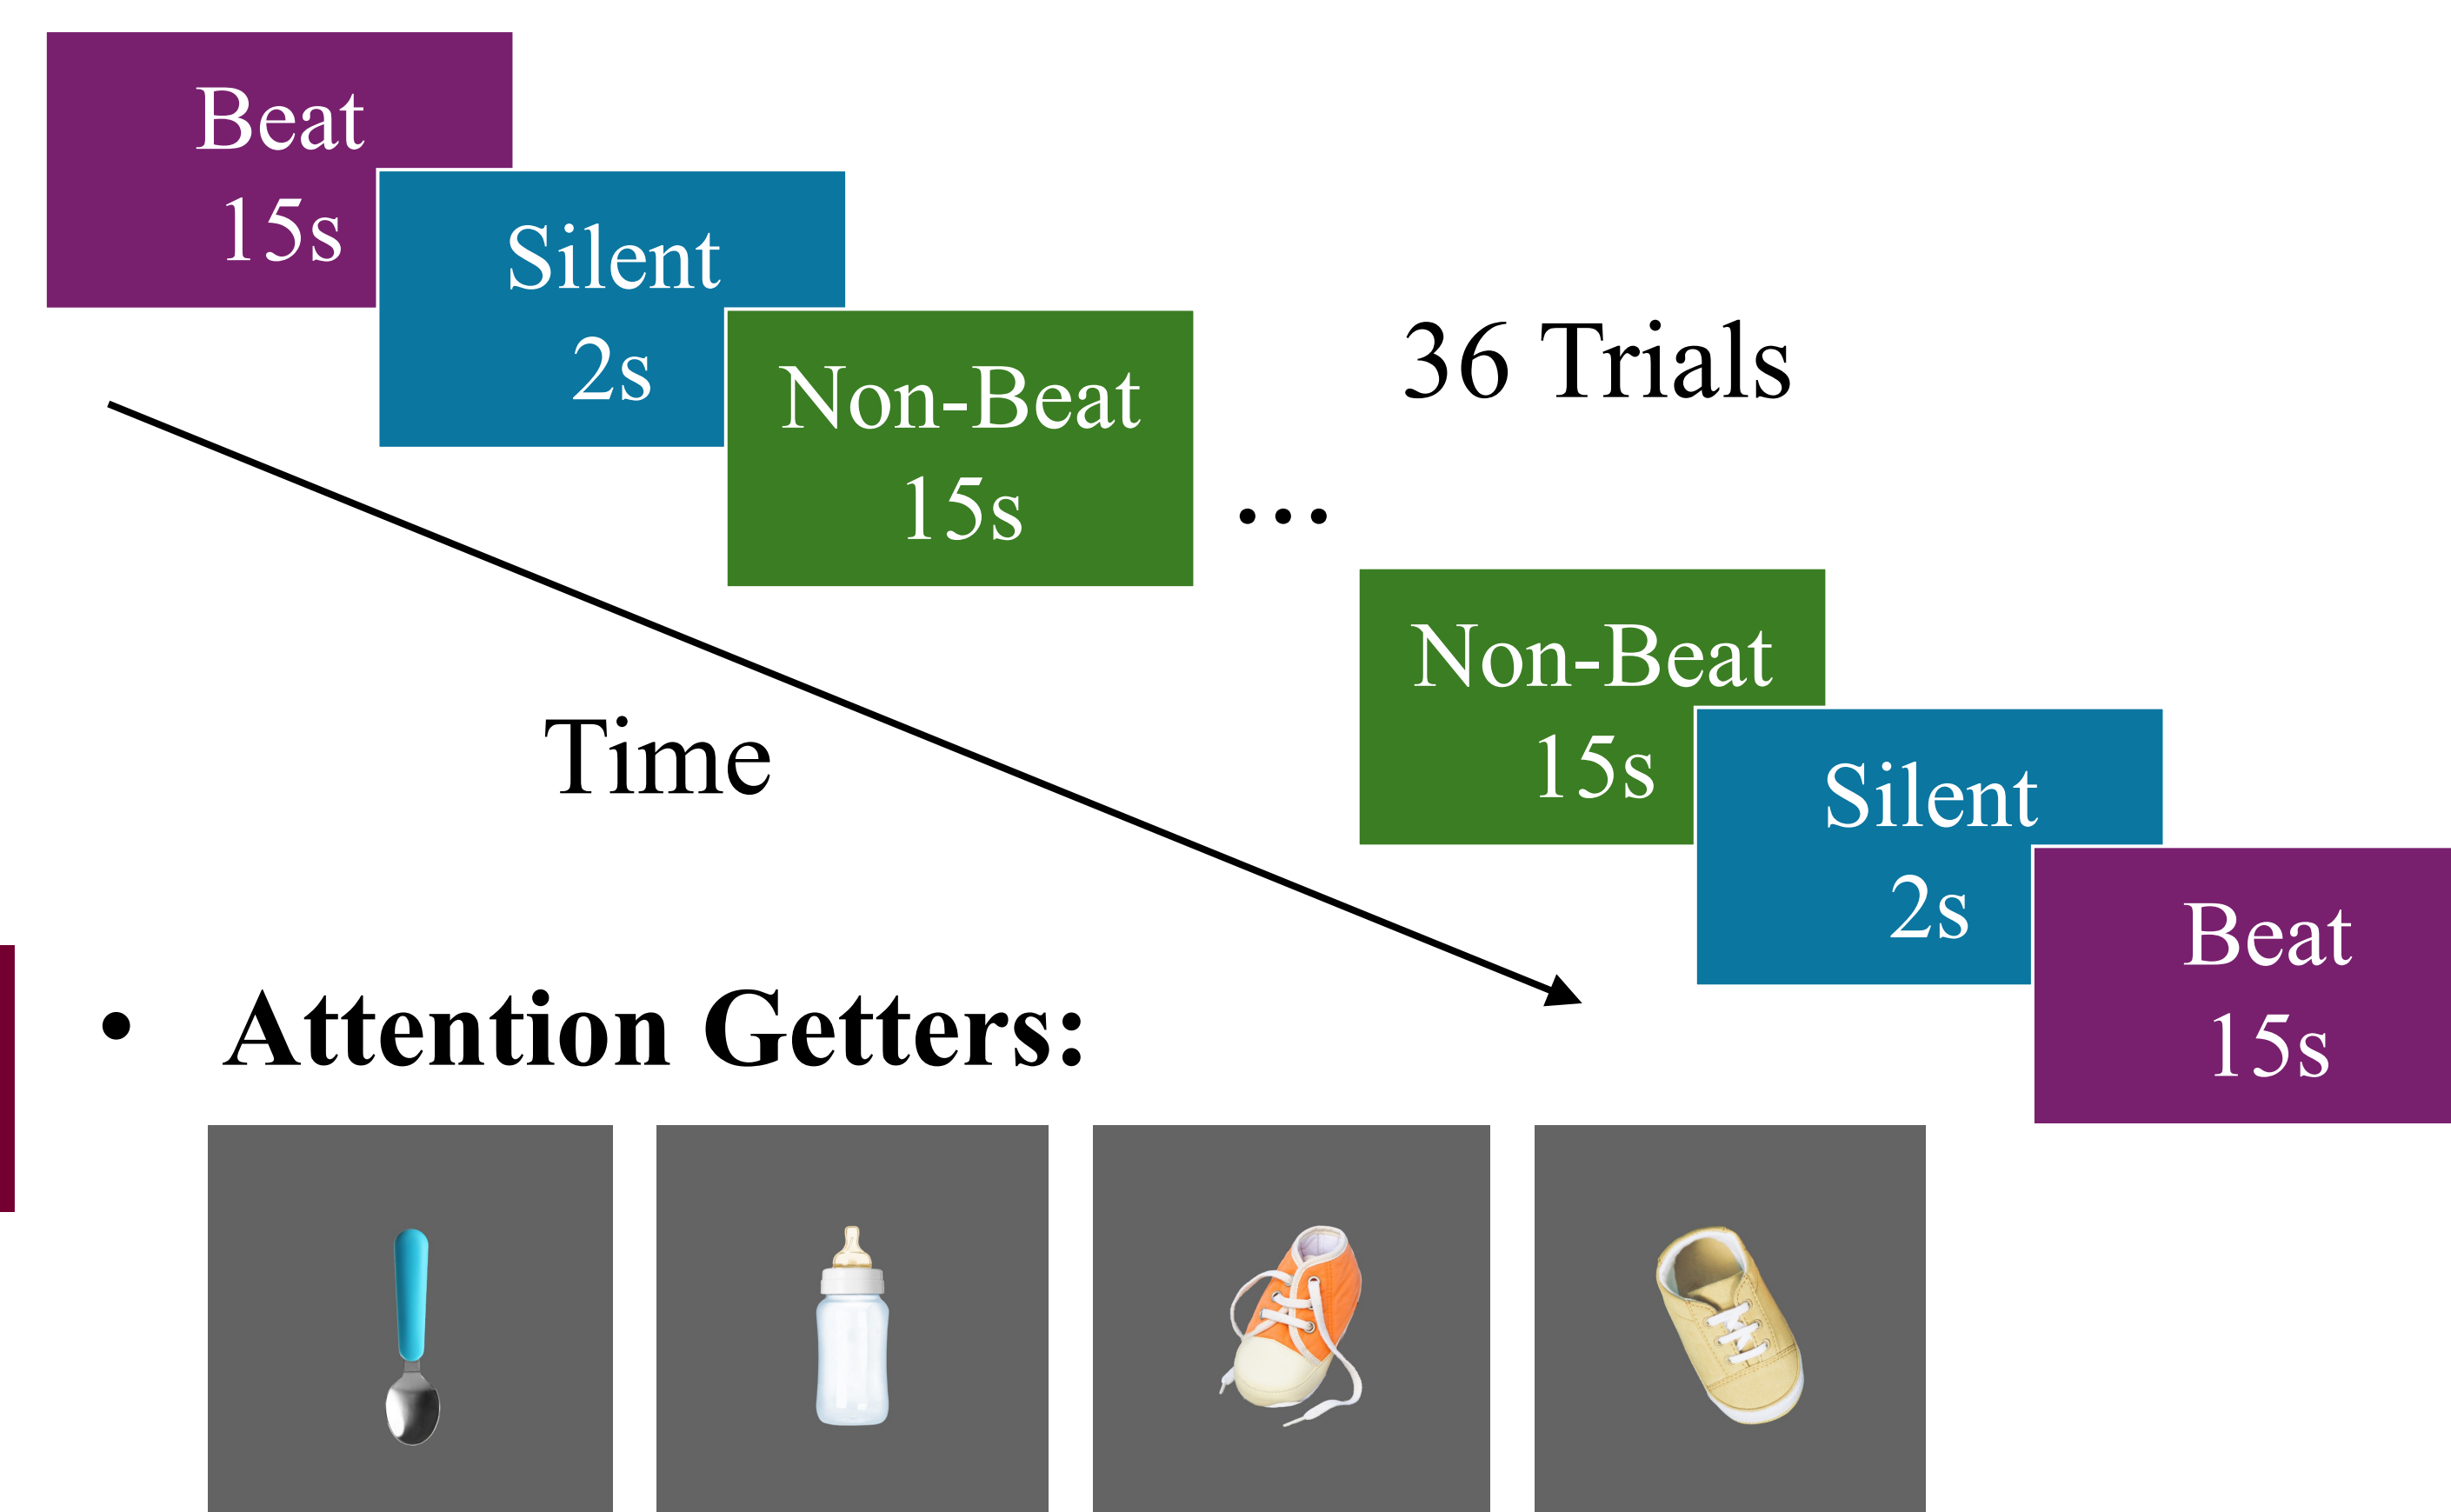 Beat
15s
Silent
2s
Non-Beat
15s
36 Trials
...
Non-Beat
15s
Silent
2s
Beat
15s
Time
• Attention Getters: